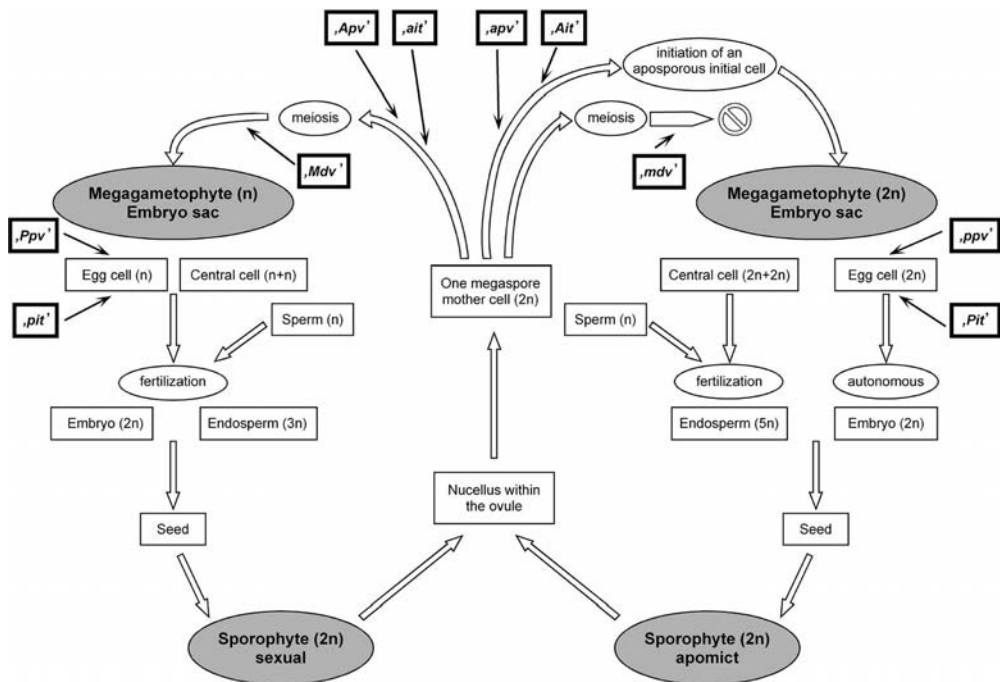 ‚Apv’
‚ait’
‚apv’
‚Ait’
initiation of an
aposporous initial cell
meiosis
meiosis
‚Mdv’
‚mdv’
Megagametophyte (n)
Embryo sac
Megagametophyte (2n)
Embryo sac
‚Ppv’
‚ppv’
Egg cell (n)
Central cell (n+n)
One megaspore
mother cell (2n)
Central cell (2n+2n)
Egg cell (2n)
‚pit’
Sperm (n)
Sperm (n)
‚Pit’
fertilization
fertilization
autonomous
Embryo (2n)
Endosperm (3n)
Endosperm (5n)
Embryo (2n)
Nucellus within
the ovule
Seed
Seed
Sporophyte (2n)
sexual
Sporophyte (2n)
apomict